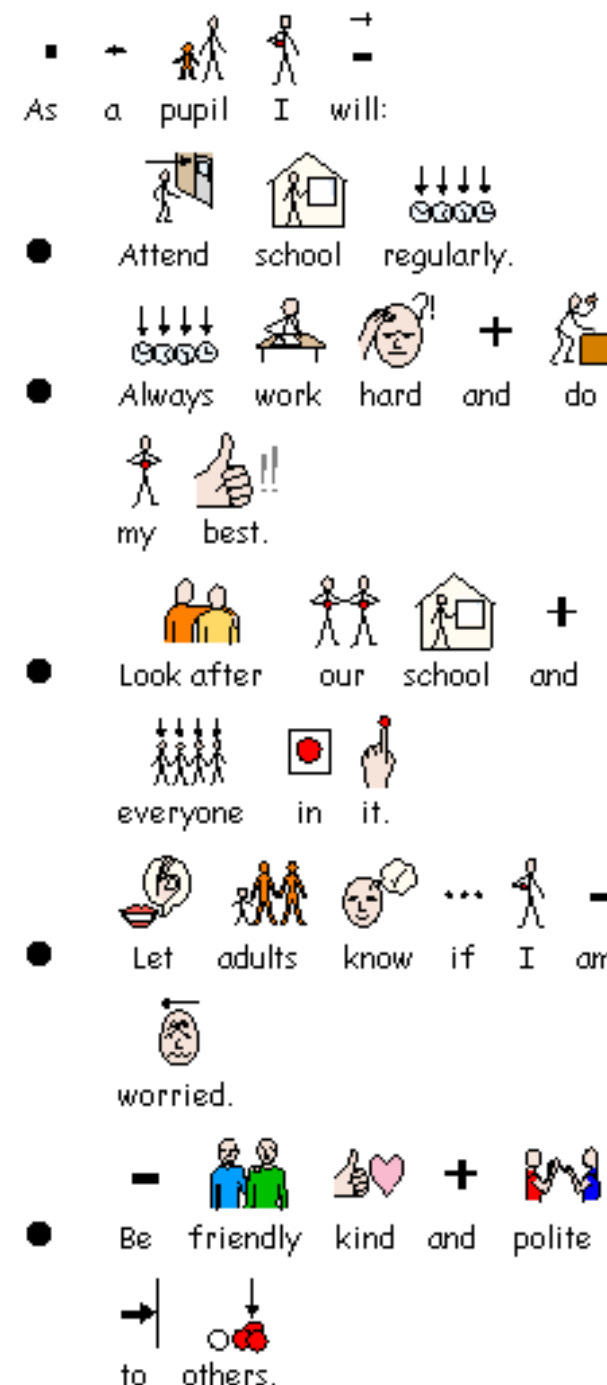 As a pupil I will:
● Attend school regularly.
● Always work hard and do
my best.
● Look after our school and
everyone in it.
● Let adults know if I am
worried.
● Be friendly kind and polite
to others.